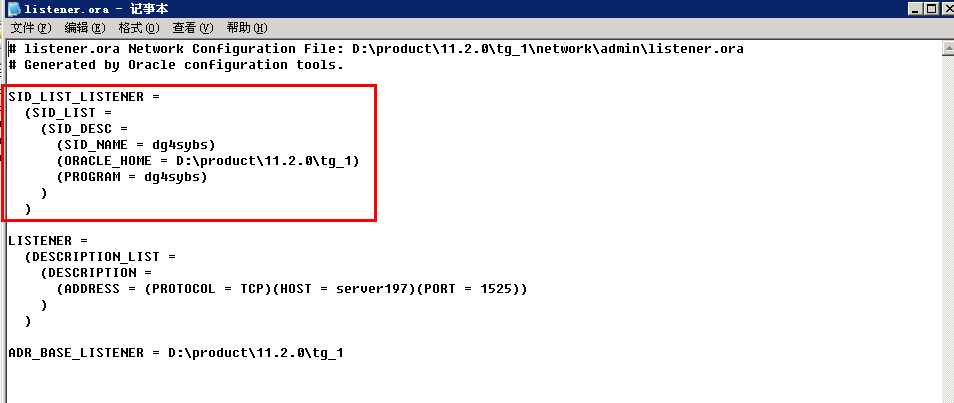 listener.ora - 记事本
文件(F) 编辑(E) 格式(O) 查看(V) 帮助(H)
# listener.ora Network Configuration File: D:\product\11.2.0\tg_1\network\admin\listener.ora
# Generated by Oracle configuration tools.
SID_LIST_LISTENER =
  (SID_LIST =
    (SID_DESC =
      (SID_NAME = dg4sybs)
      (ORACLE_HOME = D:\product\11.2.0\tg_1)
      (PROGRAM = dg4sybs)
    )
  )
LISTENER =
  (DESCRIPTION_LIST =
    (DESCRIPTION =
      (ADDRESS = (PROTOCOL = TCP)(HOST = server197)(PORT = 1525))
    )
  )
ADR_BASE_LISTENER = D:\product\11.2.0\tg_1